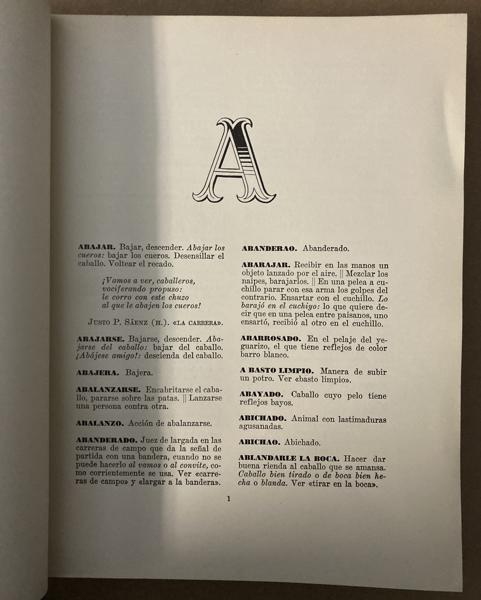 A
ABAJAR. Bajar, descender. Abajar los
cueros: bajar los cueros. Desensillar el
caballo. Voltear el recado.
¡Vamos a ver, caballeros,
vociferando propuso:
le corro con este chuzo
al que le abajen los cueros!
JUSTO P. SÁENZ (H.). «LA CARRERA».
ABAJARSE. Bajarse, descender. Aba-
jarse del caballo: bajar del caballo.
¡Abájese amigo!: descienda del caballo.
ABAJERA. Bajera.
ABALANZARSE. Encabritarse el caba-
llo, pararse sobre las patas. || Lanzarse
una persona contra otra.
ABALANZO. Acción de abalanzarse.
ABANDERADO. Juez de largada en las
carreras de campo que da la señal de
partida con una bandera, cuando no se
puede hacerlo al vamos o al convite, co-
mo corrientemente se usa. Ver «carre-
ras de campo» y «largar a la bandera».
ABANDERAO. Abanderado.
ABARAJAR. Recibir en las manos un
objeto lanzado por el aire. || Mezclar los
naipes, barajarlos. || En una pelea a cu-
chillo parar con esa arma los golpes del
contrario. Ensartar con el cuchillo. Lo
barajó en el cuchiyo: lo que quiere de-
cir que en una pelea entre paisanos, uno
ensartó, recibió al otro en el cuchillo.
ABARROSADO. En el pelaje del ye-
guarizo, el que tiene reflejos de color
barro blanco.
A BASTO LIMPIO. Manera de subir
un potro. Ver «basto limpio».
ABAYADO. Caballo cuyo pelo tiene
reflejos bayos.
ABICHADO. Animal con lastimaduras
agusanadas.
ABICHAO. Abichado.
ABLANDARLE LA BOCA. Hacer dar
buena rienda al caballo que se amansa.
Caballo bien tirado o de boca bien he-
cha o blanda. Ver «tirar en la boca».
1